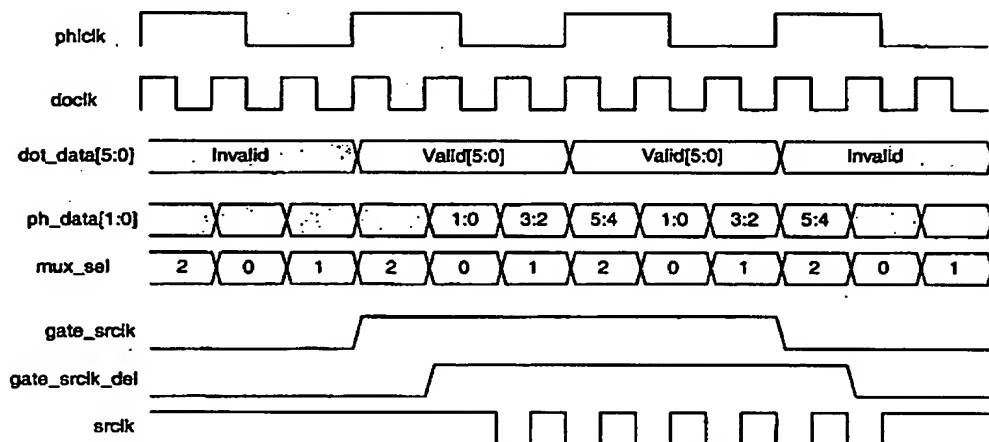 phiclk
doclk
dot_data[5:0] Invalid Valid[5:0] Valid[5:0] Invalid
ph_data[1:0] 1:0 3:2 5:4 1:0 3:2 5:4
mux_sel 2 0 1 2 0 1 2 0 1 2 0 1
gate_srclk
gate_srclk_del
srclk